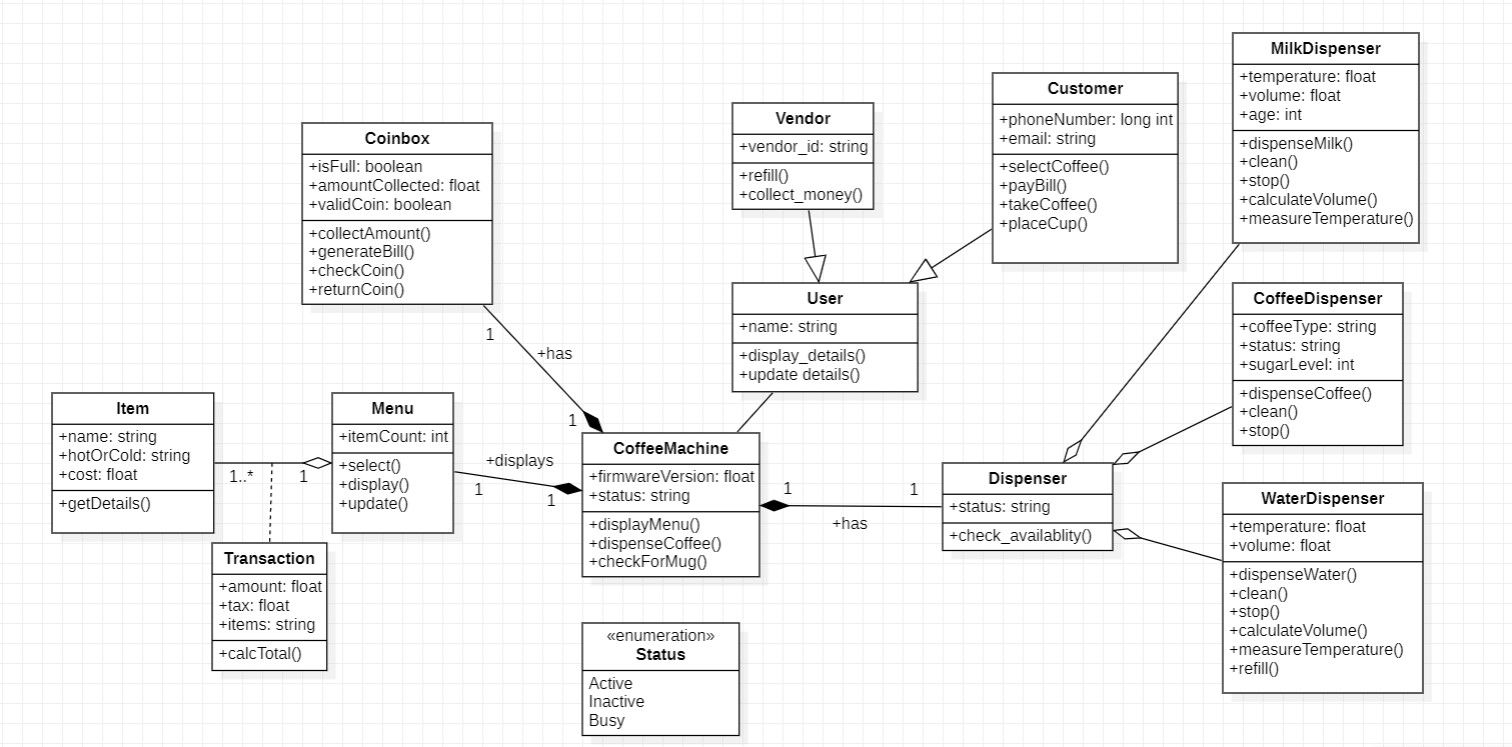 MilkDispenser
+temperature: float
+volume: float
+age: int
+dispenseMilk()
+clean()
+stop()
+calculateVolume()
+measureTemperature()
Customer
+phoneNumber: long int
+email: string
+selectCoffee()
+payBill()
+takeCoffee()
+placeCup()
Vendor
+vendor_id: string
+refill()
+collect_money()
Coinbox
+isFull: boolean
+amountCollected: float
+validCoin: boolean
+collectAmount()
+generateBill()
+checkCoin()
+returnCoin()
User
+name: string
+display_details()
+update details()
CoffeeDispenser
+coffeeType: string
+status: string
+sugarLevel: int
+dispenseCoffee()
+clean()
+stop()
1
+has
1
Item
+name: string
+hotOrCold: string
+cost: float
+getDetails()
1..*
1
Menu
+itemCount: int
+select()
+display()
+update()
+displays
1
1
CoffeeMachine
+firmwareVersion: float
+status: string
+displayMenu()
+dispenseCoffee()
+checkForMug()
1
1
+has
Dispenser
+status: string
+check_availablity()
WaterDispenser
+temperature: float
+volume: float
+dispenseWater()
+clean()
+stop()
+calculateVolume()
+measureTemperature()
+refill()
Transaction
+amount: float
+tax: float
+items: string
+calcTotal()
«enumeration»
Status
Active
Inactive
Busy